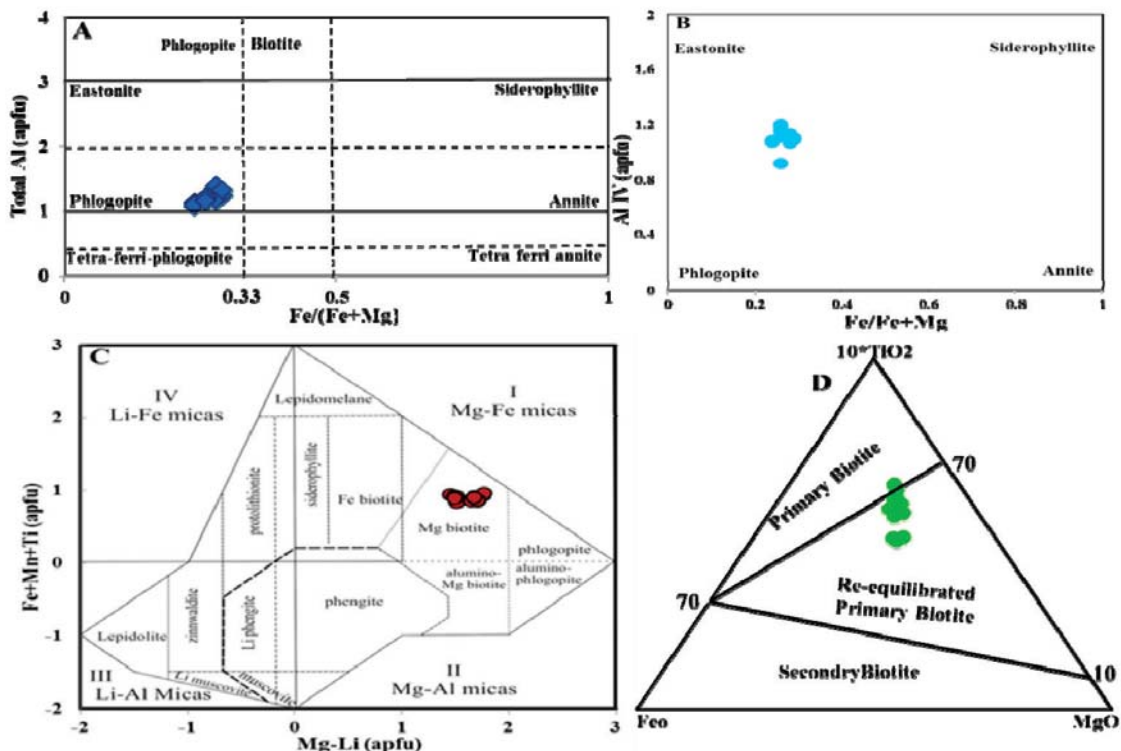 A
Phlogopite
Biotite
Eastonite
Siderophyllite
Phlogopite
Annite
Tetra-ferri-phlogopite
Tetra ferri annite
Total Al (apfu)
4
3
2
1
0
0
0.33
0.5
1
Fe/(Fe+Mg}
B
Eastonite
Siderophyllite
Phlogopite
Annite
Al IV (apfu)
2
1.6
1.2
0.8
0.4
0
0
0.2
0.4
0.6
0.8
1
Fe/Fe+Mg
C
IV
Li-Fe micas
I
Mg-Fe micas
Lepidomelane
protolithionite
siderophyllite
Fe biotite
Mg biotite
phlogopite
alumino-
Mg biotite
alumino-
phlogopite
phengite
Li phengite
zinnwaldite
Lepidolite
Li muscovite
muscovite
III
Li-Al Micas
II
Mg-Al micas
Fe+Mn+Ti (apfu)
3
2
1
0
-1
-2
-2
-1
0
1
2
3
Mg-Li (apfu)
10*TIO2
D
70
Primary Biotite
Re-equilibrated
Primary Biotite
70
SecondryBiotite
10
Feo
MgO